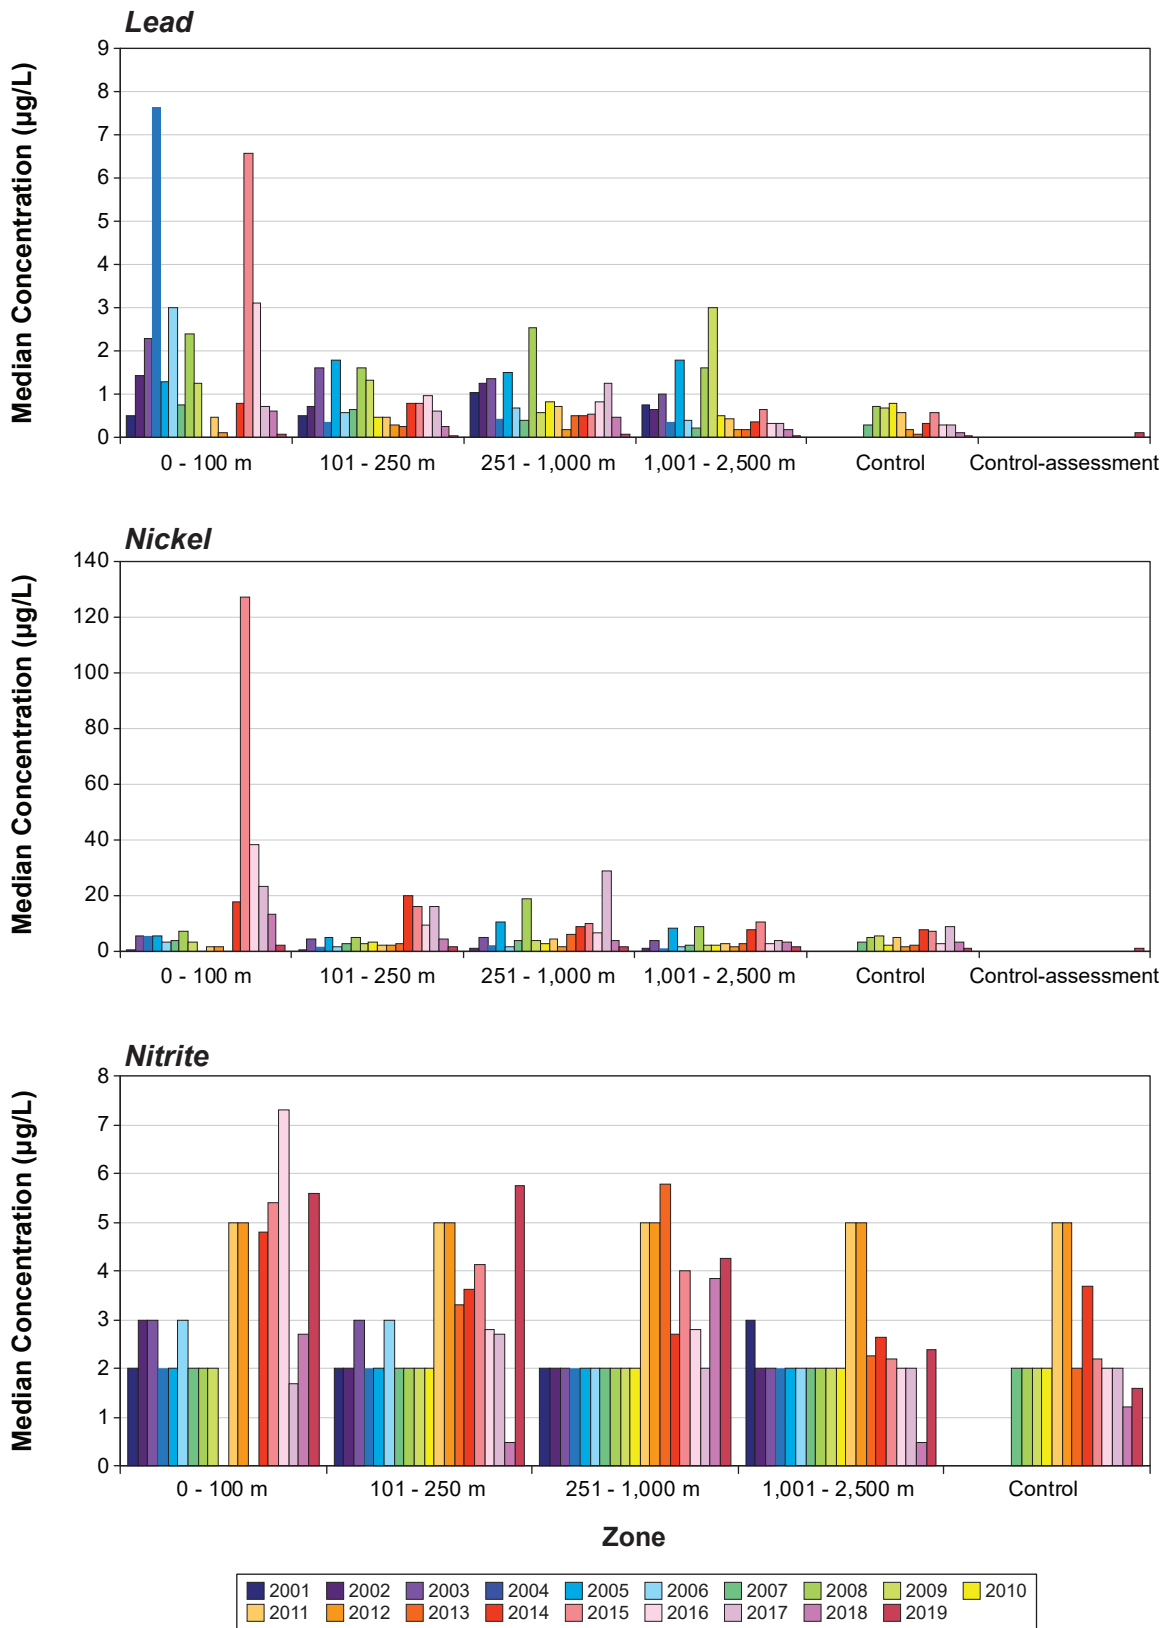 Lead
Median Concentration (µg/L)
9
8
7
6
5
4
3
2
1
0
0 - 100 m 101 - 250 m 251 - 1,000 m 1,001 - 2,500 m Control Control-assessment
Nickel
Median Concentration (µg/L)
140
120
100
80
60
40
20
0
0 - 100 m 101 - 250 m 251 - 1,000 m 1,001 - 2,500 m Control Control-assessment
Nitrite
Median Concentration (µg/L)
8
7
6
5
4
3
2
1
0
0 - 100 m 101 - 250 m 251 - 1,000 m 1,001 - 2,500 m Control
Zone
2001 2002 2003 2004 2005 2006 2007 2008 2009 2010
2011 2012 2013 2014 2015 2016 2017 2018 2019